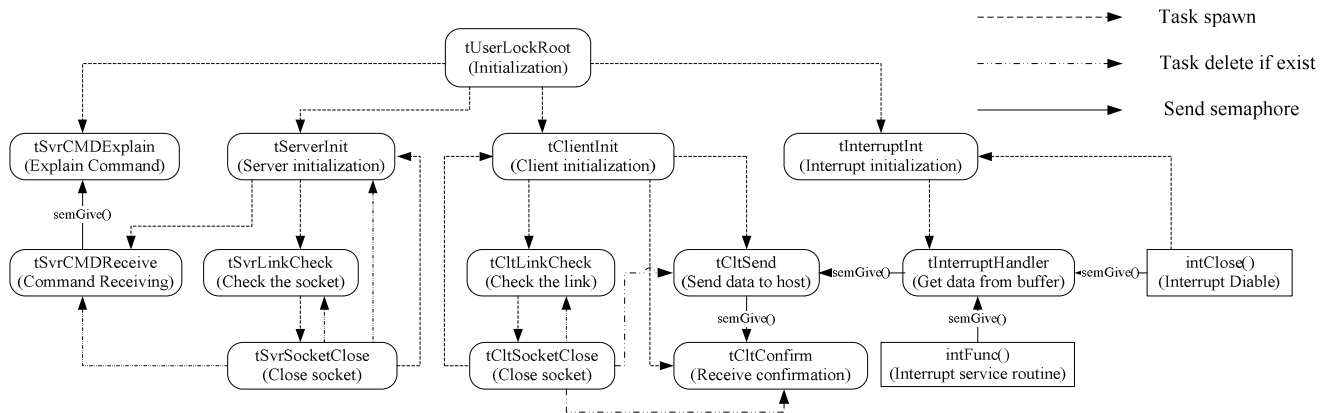 Task spawn
Task delete if exist
Send semaphore
tUserLockRoot
(Initialization)
tSvrCMDExplain
(Explain Command)
tServerInit
(Server initialization)
tClientInit
(Client initialization)
tInterruptInt
(Interrupt initialization)
semGive()
tSvrCMDReceive
(Command Receiving)
tSvrLinkCheck
(Check the socket)
tCltLinkCheck
(Check the link)
tCltSend
(Send data to host)
semGive()
tInterruptHandler
(Get data from buffer)
semGive()
intClose()
(Interrupt Diable)
semGive()
semGive()
tSvrSocketClose
(Close socket)
tCltSocketClose
(Close socket)
tCltConfirm
(Receive confirmation)
intFunc()
(Interrupt service routine)